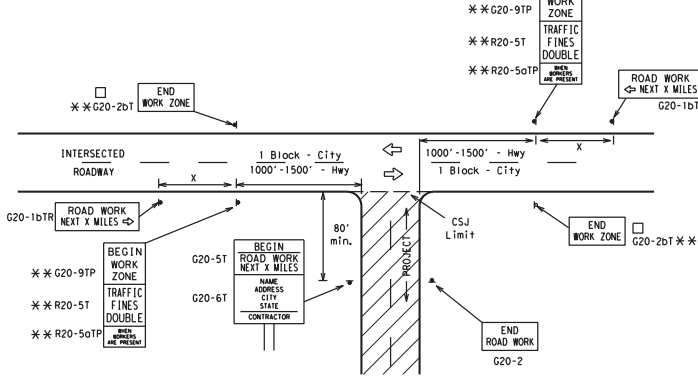 WORK
ZONE
✱✱G20-9TP
TRAFFIC
FINES
DOUBLE
✱✱R20-5T
WHEN
WORKERS
ARE PRESENT
✱✱R20-5aTP
ROAD WORK
⇦ NEXT X MILES
G20-1bT
END
WORK ZONE
✱✱G20-2bT
X
INTERSECTED
ROADWAY
1 Block - City
1000'-1500' - Hwy
1000'-1500' - Hwy
1 Block - City
X
G20-1bTR
ROAD WORK
NEXT X MILES ⇨
80'
min.
PROJECT
CSJ
Limit
END
WORK ZONE
G20-2bT ✱✱
BEGIN
WORK
ZONE
✱✱G20-9TP
TRAFFIC
FINES
DOUBLE
✱✱R20-5T
WHEN
WORKERS
ARE PRESENT
✱✱R20-5aTP
G20-5T
BEGIN
ROAD WORK
NEXT X MILES
G20-6T
NAME
ADDRESS
CITY
STATE
CONTRACTOR
END
ROAD WORK
G20-2